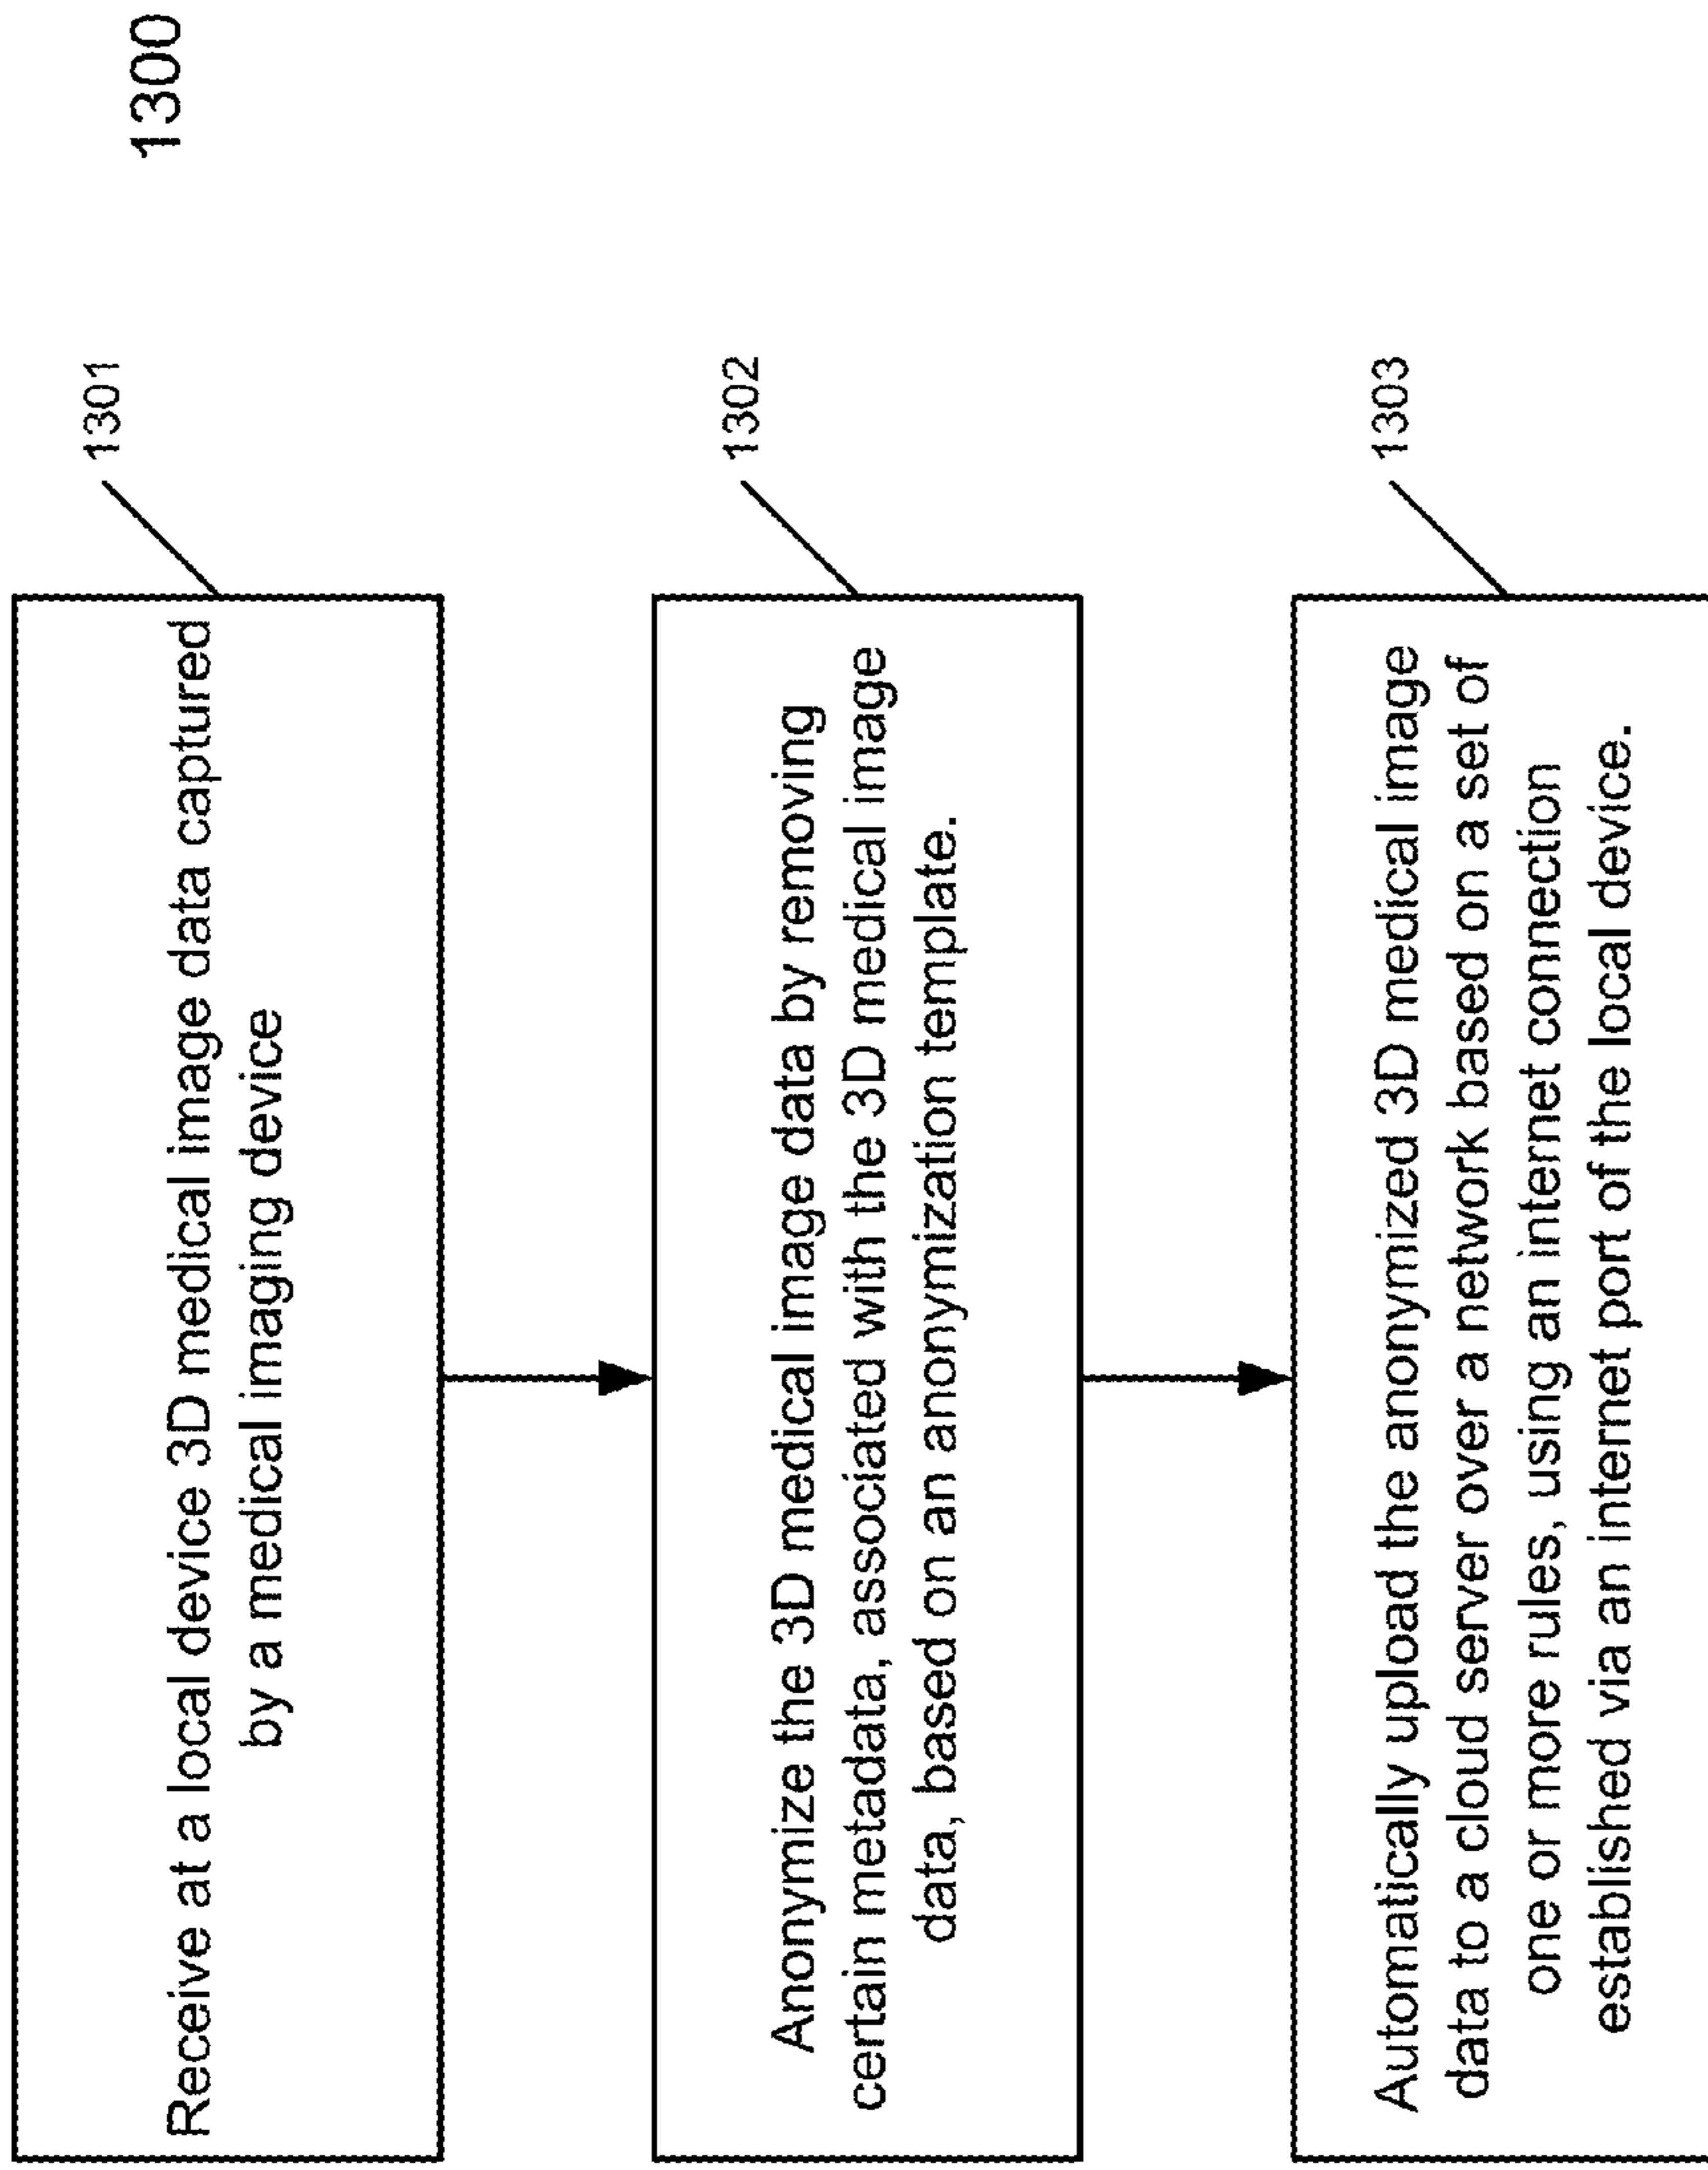 1300
1301
Receive at a local device 3D medical image data captured
by a medical imaging device
1302
Anonymize the 3D medical image data by removing
certain metadata, associated with the 3D medical image
data, based on an anonymization template.
1303
Automatically upload the anonymized 3D medical image
data to a cloud server over a network based on a set of
one or more rules, using an internet connection
established via an internet port of the local device.